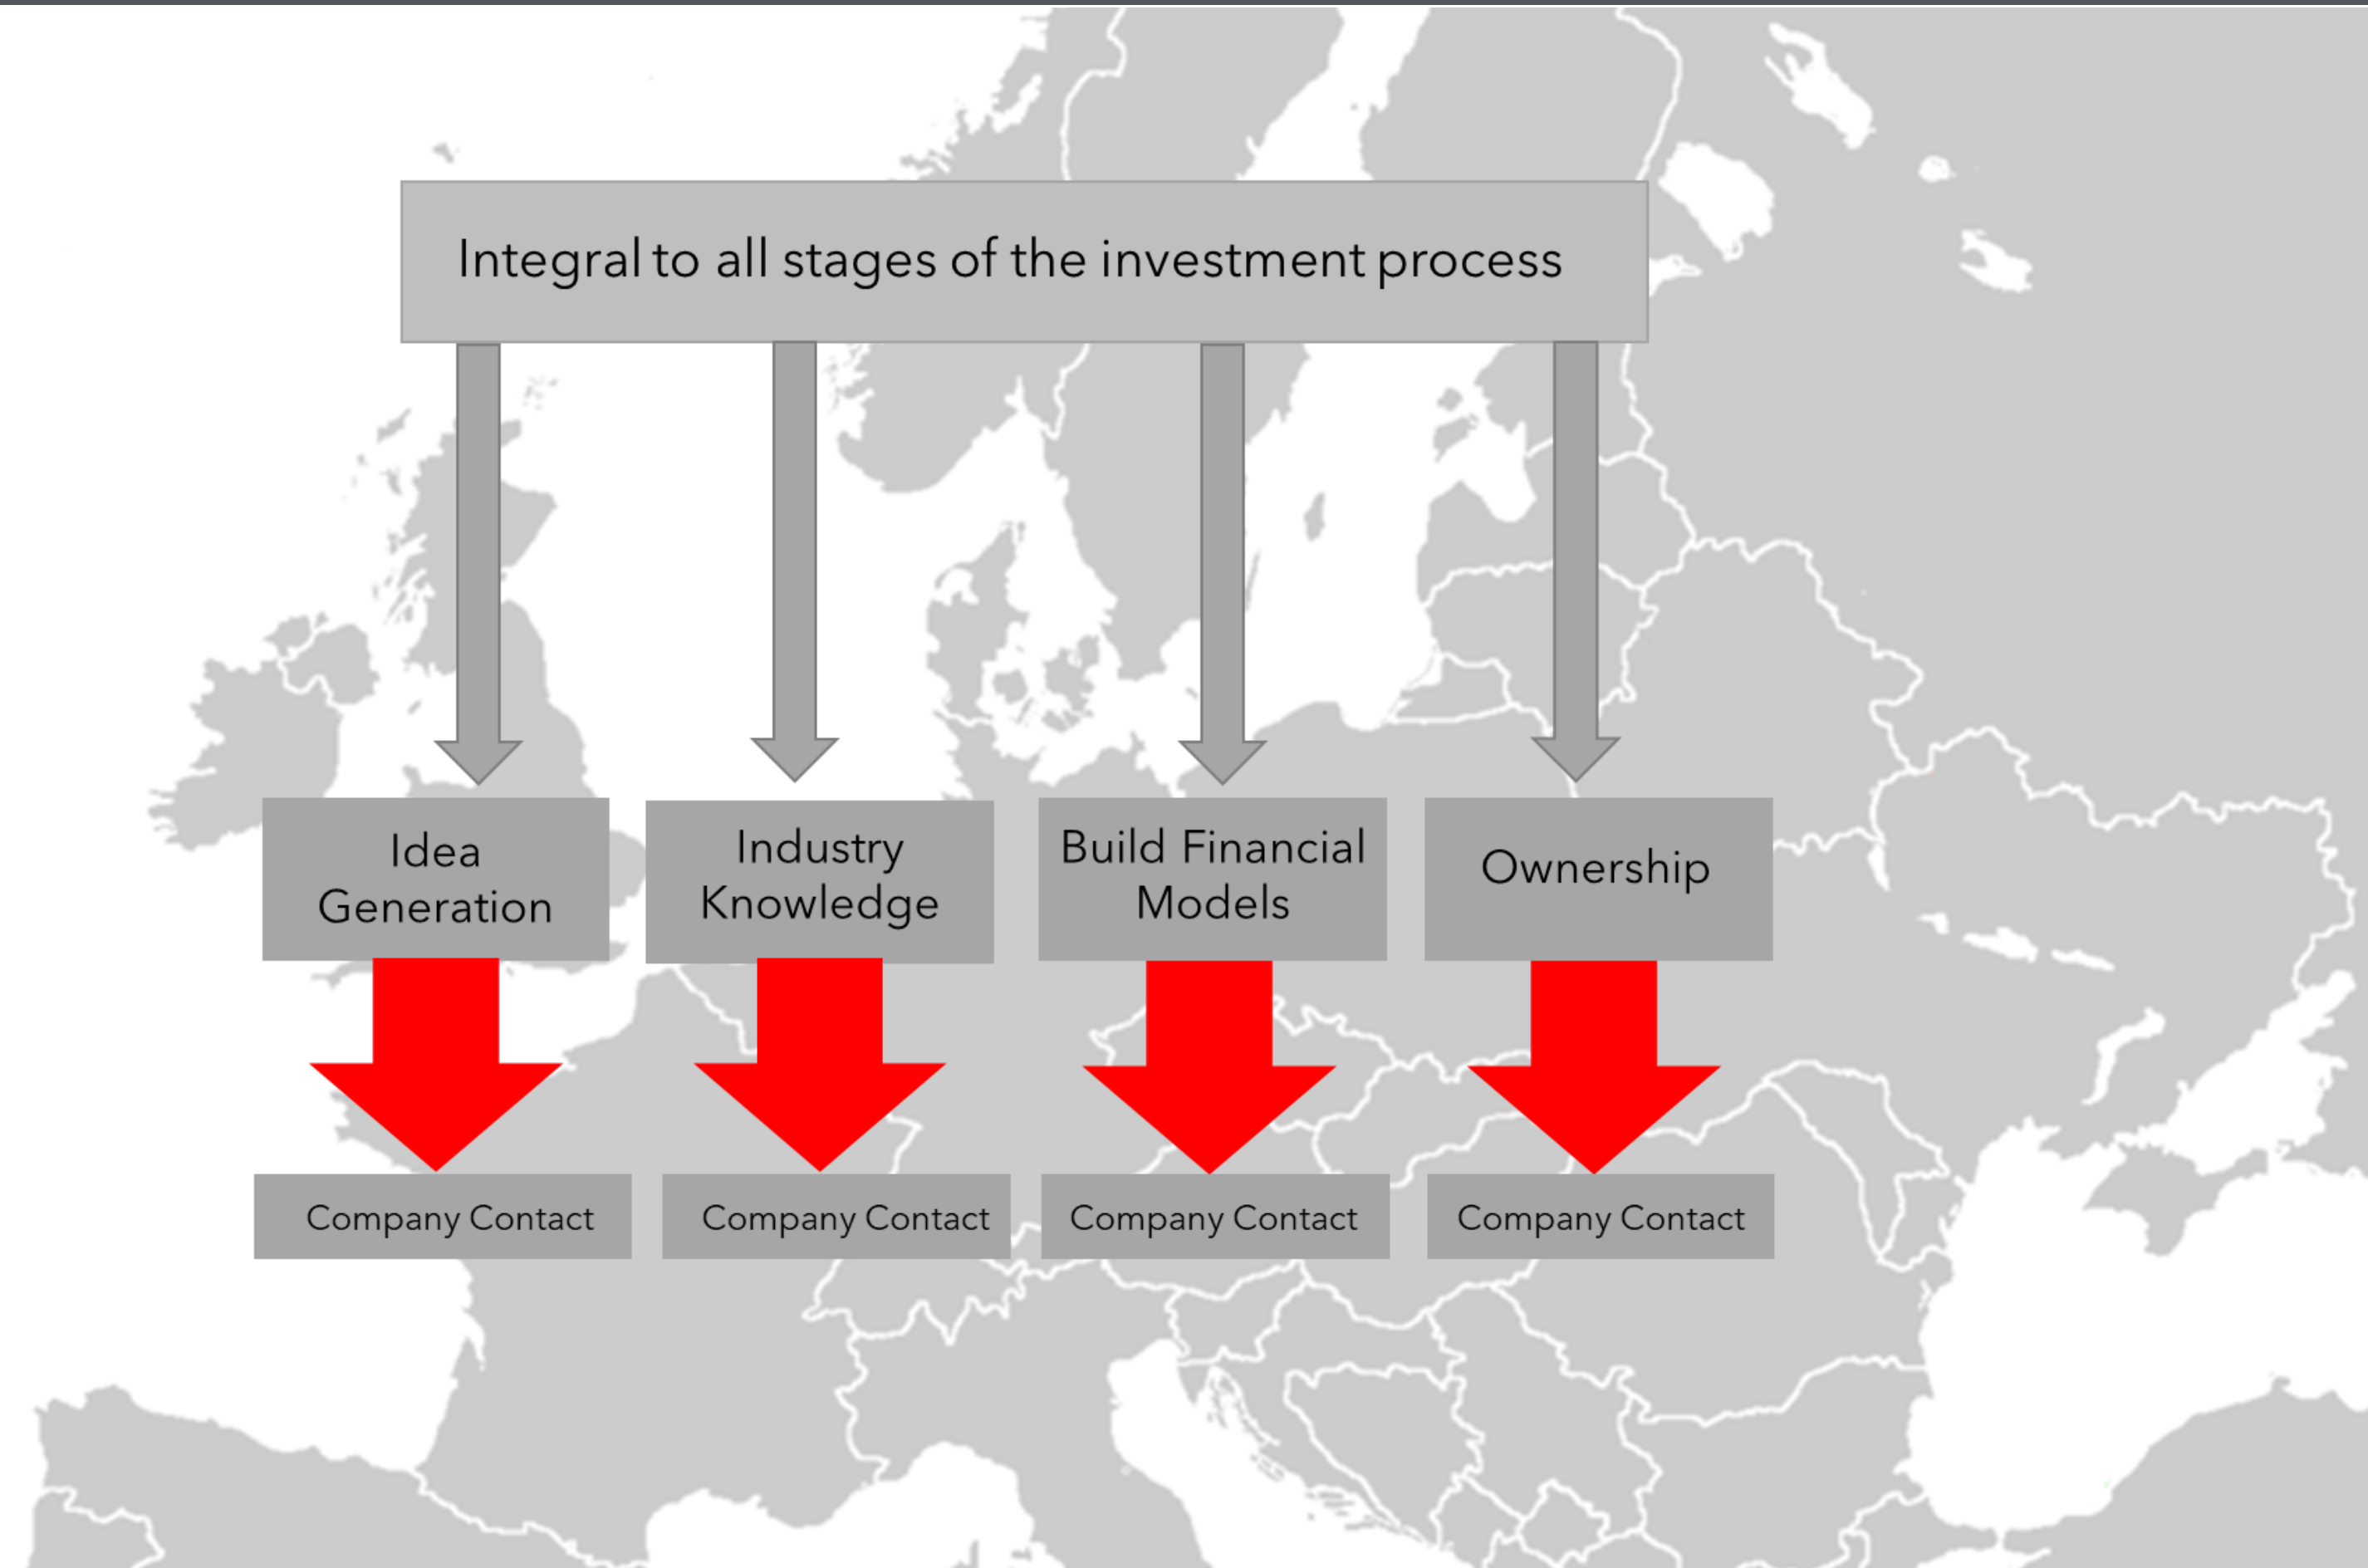 Integral to all stages of the investment process
Idea
Generation
Industry
Knowledge
Build Financial
Models
Ownership
Company Contact
Company Contact
Company Contact
Company Contact